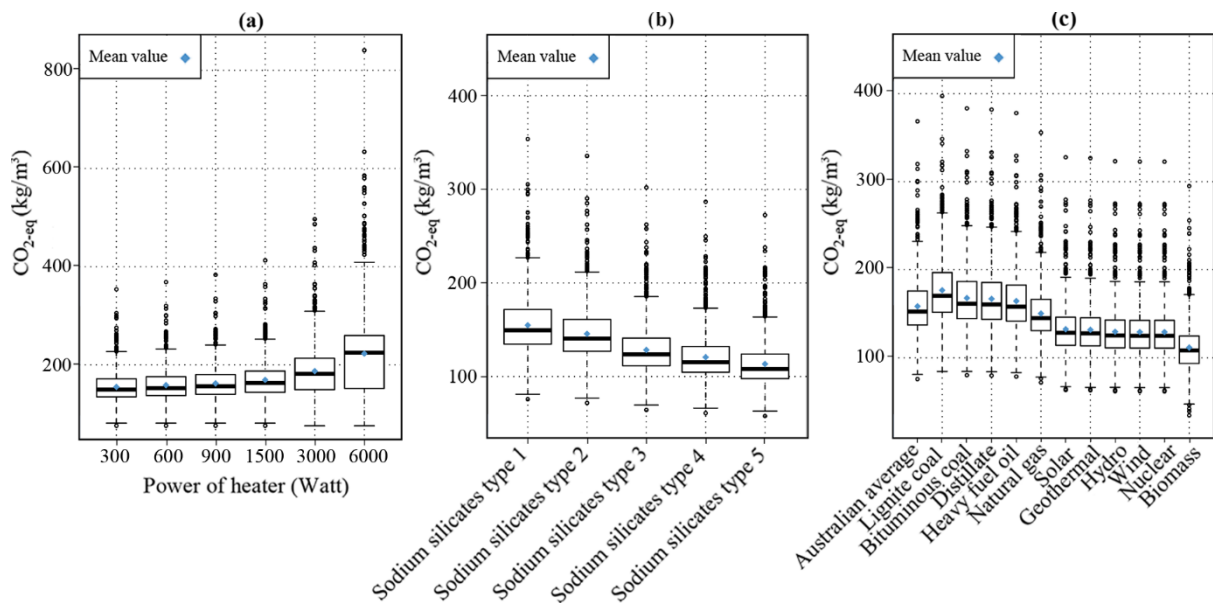 (a)
Mean value
CO2-eq (kg/m³)
800
600
400
200
300 600 900 1500 3000 6000
Power of heater (Watt)
(b)
Mean value
CO2-eq (kg/m³)
400
300
200
100
Sodium silicates type 1
Sodium silicates type 2
Sodium silicates type 3
Sodium silicates type 4
Sodium silicates type 5
(c)
Mean value
CO2-eq (kg/m³)
400
300
200
100
Australian average
Lignite coal
Bituminous coal
Distillate
Heavy fuel oil
Natural gas
Solar
Geothermal
Hydro
Wind
Nuclear
Biomass